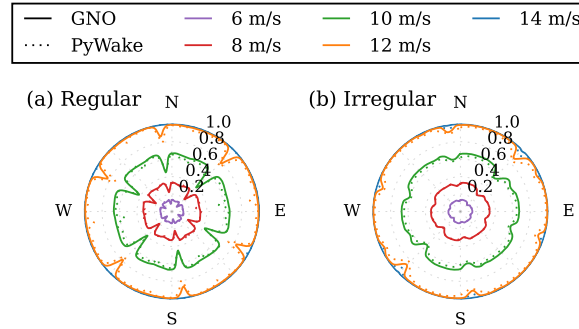 GNO 6 m/s 10 m/s 14 m/s
PyWake 8 m/s 12 m/s
(a) Regular (b) Irregular
N N
1.0 1.0
0.8 0.8
0.6 0.6
0.4 0.4
0.2 0.2
W E W E
S S